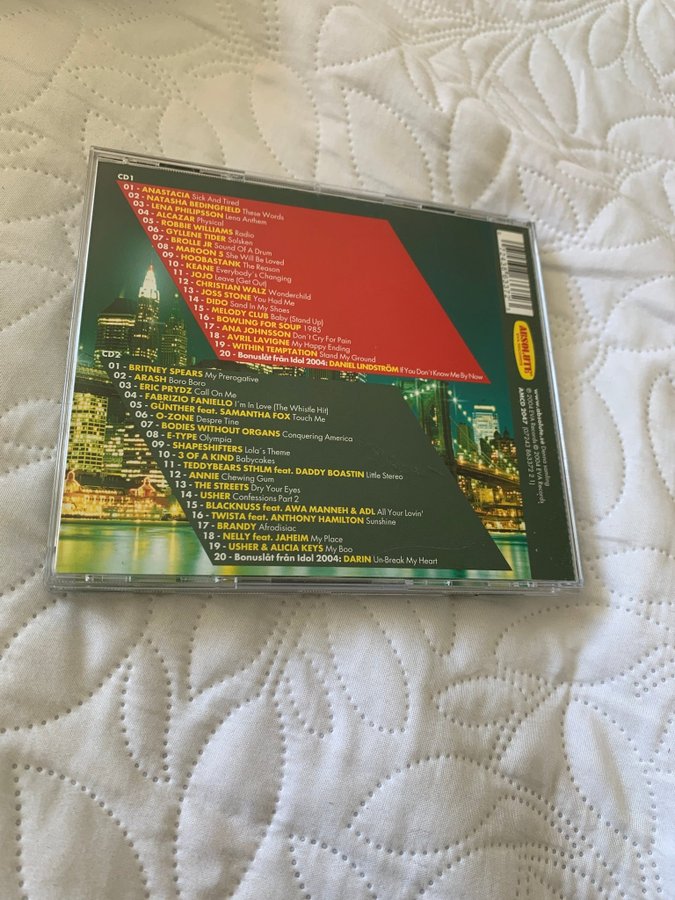 CD1
01 - ANASTACIA Sick And Tired
02 - NATASHA BEDINGFIELD These Words
03 - LENA PHILIPSSON Lena Anthem
04 - ALCAZAR Physical
05 - ROBBIE WILLIAMS Radio
06 - GYLLENE TIDER Solsken
07 - BROLLE JR Sound Of A Drum
08 - MAROON 5 She Will Be Loved
09 - HOOBASTANK The Reason
10 - KEANE Everybody´s Changing
11 - JOJO Leave (Get Out)
12 - CHRISTIAN WALZ Wonderchild
13 - JOSS STONE You Had Me
14 - DIDO Sand In My Shoes
15 - MELODY CLUB Baby (Stand Up)
16 - BOWLING FOR SOUP 1985
17 - ANA JOHNSSON Don´t Cry For Pain
18 - AVRIL LAVIGNE My Happy Ending
19 - WITHIN TEMPTATION Stand My Ground
20 - Bonuslåt från Idol 2004: DANIEL LINDSTRÖM If You Don´t Know Me By Now
CD2
01 - BRITNEY SPEARS My Prerogative
02 - ARASH Boro Boro
03 - ERIC PRYDZ Call On Me
04 - FABRIZIO FANIELLO I´m In Love (The Whistle Hit)
05 - GÜNTHER feat. SAMANTHA FOX Touch Me
06 - O-ZONE Despre Tine
07 - BODIES WITHOUT ORGANS Conquering America
08 - E-TYPE Olympia
09 - SHAPESHIFTERS Lola´s Theme
10 - 3 OF A KIND Babycakes
11 - TEDDYBEARS STHLM feat. DADDY BOASTIN Little Stereo
12 - ANNIE Chewing Gum
13 - THE STREETS Dry Your Eyes
14 - USHER Confessions Part 2
15 - BLACKNUSS feat. AWA MANNEH & ADL All Your Lovin'
16 - TWISTA feat. ANTHONY HAMILTON Sunshine
17 - BRANDY Afrodisiac
18 - NELLY feat. JAHEIM My Place
19 - USHER & ALICIA KEYS My Boo
20 - Bonuslåt från Idol 2004: DARIN Un-Break My Heart
ABSOLUTE
AMCD 2047
℗ 2004 EVA Records © 2004 EVA Records